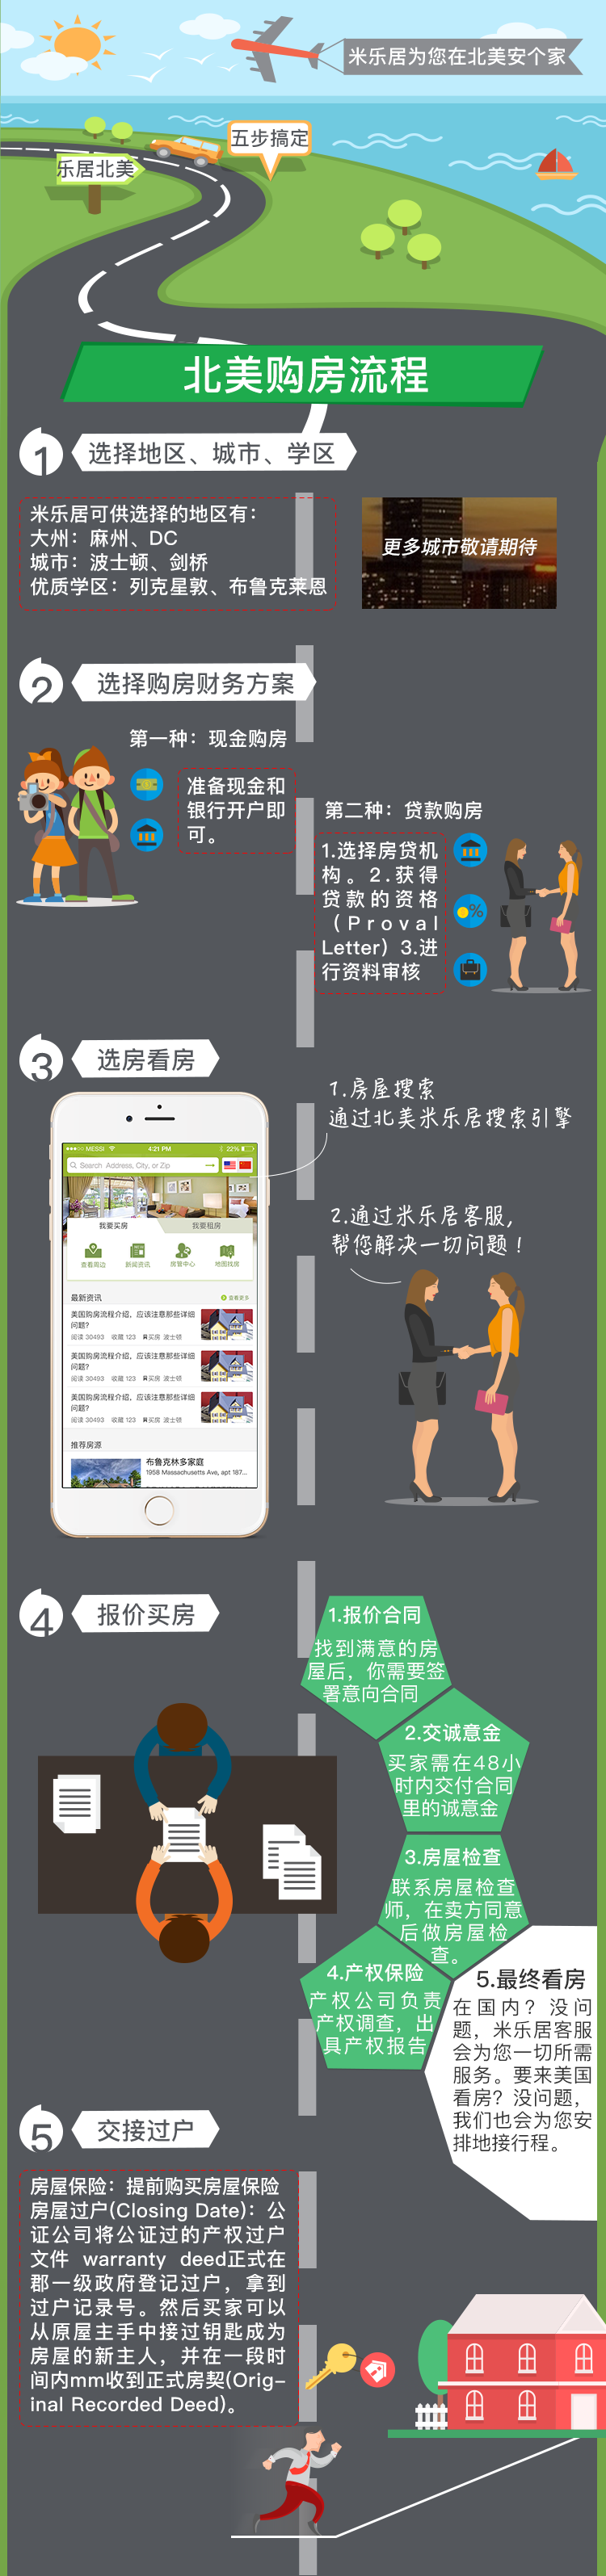 米乐居为您在北美安个家
五步搞定
乐居北美
北美购房流程
1
选择地区、城市、学区
米乐居可供选择的地区有：
大州：麻州、DC
城市：波士顿、剑桥
优质学区：列克星敦、布鲁克莱恩
更多城市敬请期待
2
选择购房财务方案
第一种：现金购房
准备现金和
银行开户即
可。
第二种：贷款购房
1.选择房贷机
构。2.获得
贷款的资格
（Proval
Letter）3.进
行资料审核
%
3
选房看房
1.房屋搜索
通过北美米乐居搜索引擎
2.通过米乐居客服，
帮您解决一切问题！
MESSI
4:21 PM
22%
Search Address, City, or Zip
我要买房
我要租房
查看周边
新闻资讯
房管中心
地图找房
最新资讯
查看更多
美国购房流程介绍，应该注意那些详细
问题?
阅读 30493 收藏 123 买房 波士顿
美国购房流程介绍，应该注意那些详细
问题?
阅读 30493 收藏 123 买房 波士顿
美国购房流程介绍，应该注意那些详细
问题?
阅读 30493 收藏 123 买房 波士顿
推荐房源
布鲁克林多家庭
1958 Massachusetts Ave, apt 187...
4
报价买房
1.报价合同
找到满意的房
屋后，你需要签
署意向合同
2.交诚意金
买家需在48小
时内交付合同
里的诚意金
3.房屋检查
联系房屋检查
师，在卖方同意
后做房屋检
查。
4.产权保险
产权公司负责
产权调查，出
具产权报告
5.最终看房
在国内？没问
题，米乐居客服
会为您一切所需
服务。要来美国
看房？没问题，
我们也会为您安
排地接行程。
5
交接过户
房屋保险：提前购买房屋保险
房屋过户(Closing Date)：公
证公司将公证过的产权过户
文件 warranty deed正式在
郡一级政府登记过户，拿到
过户记录号。然后买家可以
从原屋主手中接过钥匙成为
房屋的新主人，并在一段时
间内mm收到正式房契(Orig-
inal Recorded Deed)。